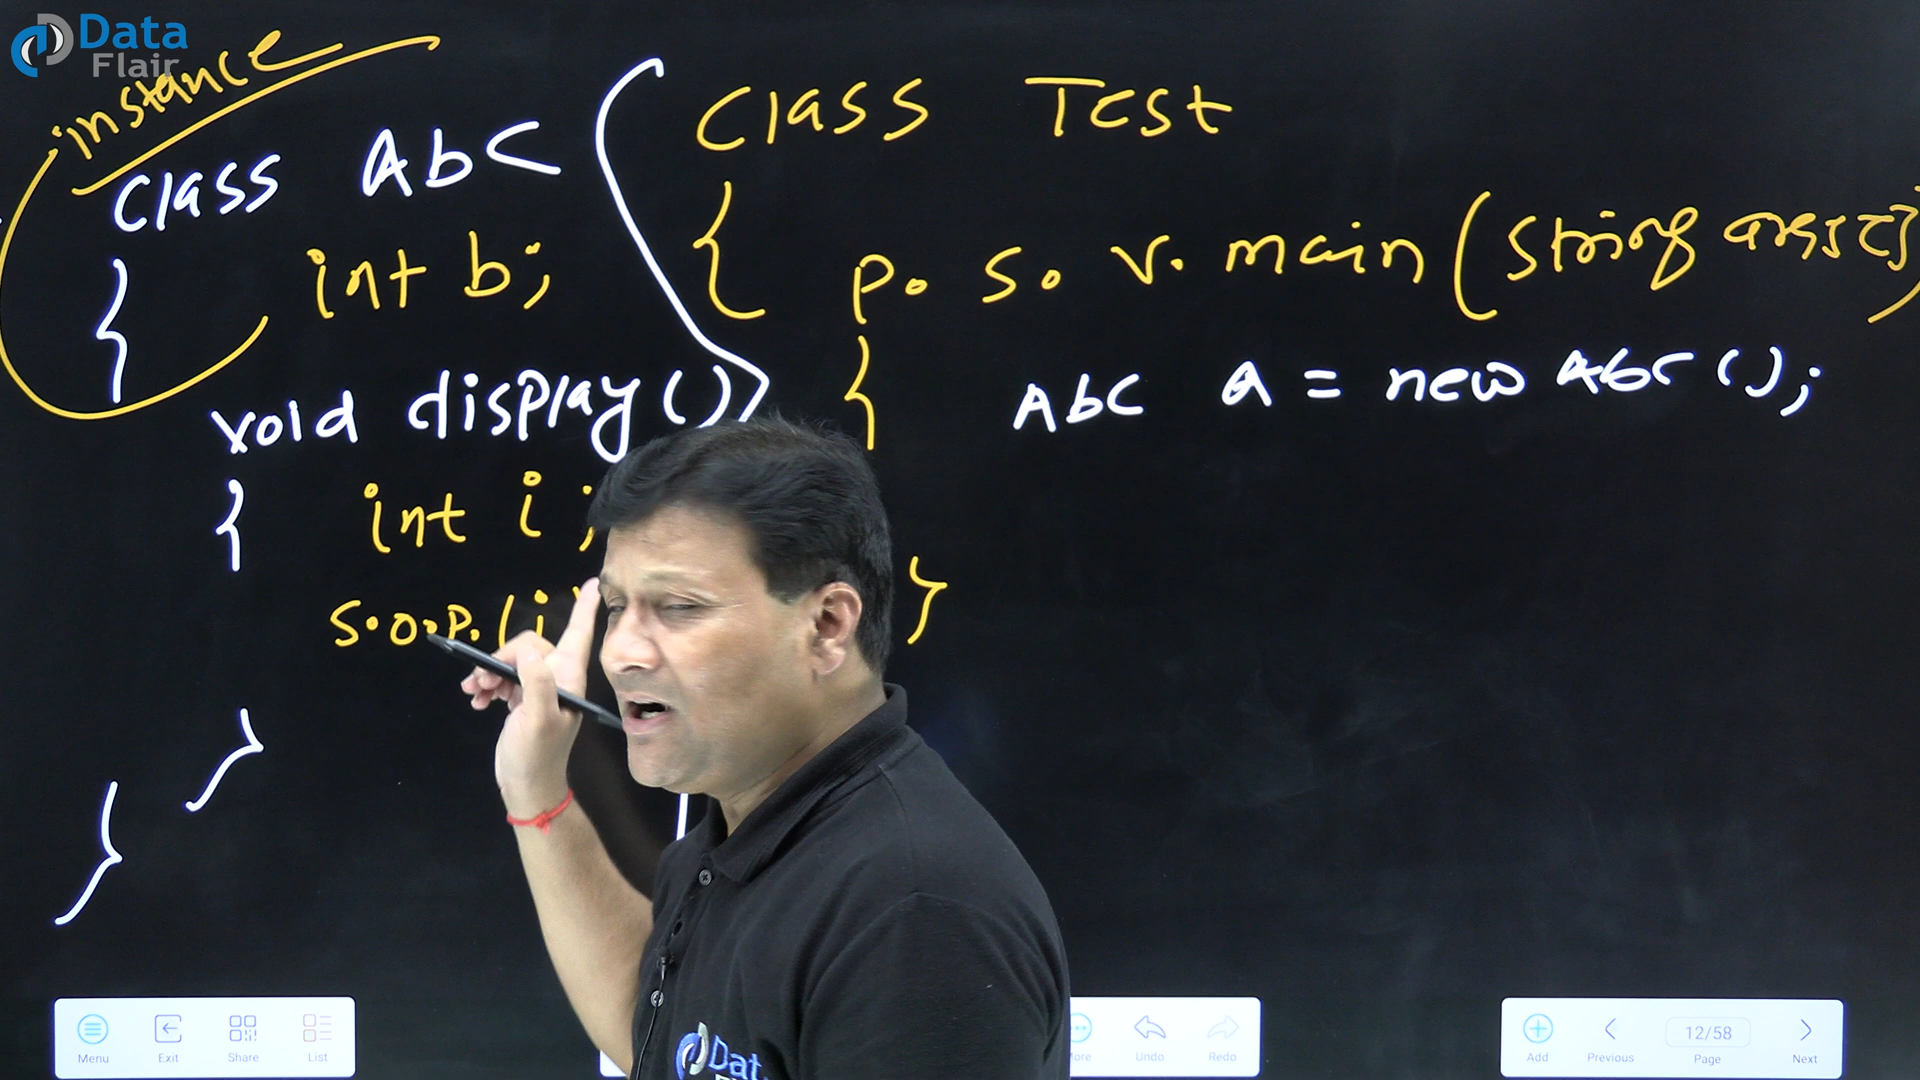 Data
Flair
instance
class AbC
{
int b;
void display()
{
int i;
S.O.P.(i
}
}
Class Test
{
P. S. V. main(String args[])
{
AbC a = new AbC();
}
Menu
Exit
Share
List
Undo
Redo
Add
Previous
12/58
Page
Next
Data